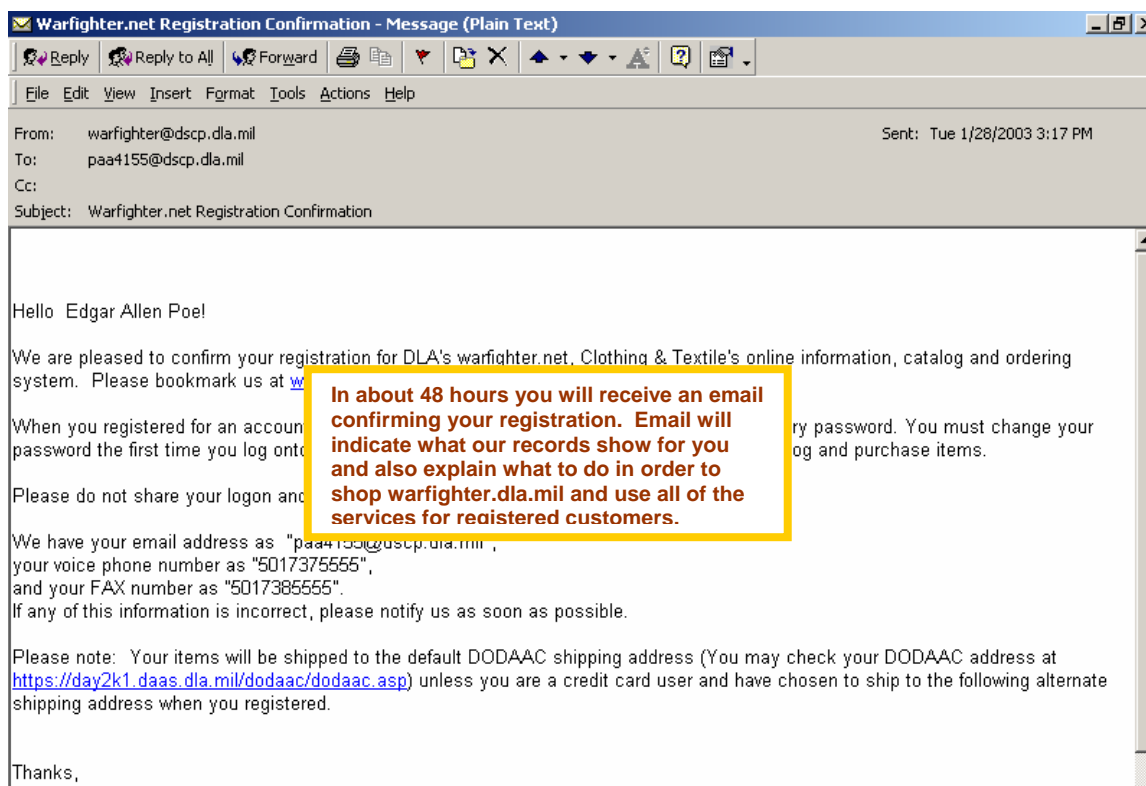 Warfighter.net Registration Confirmation - Message (Plain Text)
Reply Reply to All Forward
File Edit View Insert Format Tools Actions Help
From: warfighter@dscp.dla.mil Sent: Tue 1/28/2003 3:17 PM
To: paa4155@dscp.dla.mil
Cc:
Subject: Warfighter.net Registration Confirmation
Hello Edgar Allen Poe!
We are pleased to confirm your registration for DLA's warfighter.net, Clothing & Textile's online information, catalog and ordering
system. Please bookmark us at
When you registered for an password. You must change your
password the first time you log and purchase items.
Please do not share your logon
In about 48 hours you will receive an email
confirming your registration. Email will
indicate what our records show for you
and also explain what to do in order to
shop warfighter.dla.mil and use all of the
services for registered customers.
We have your email address as "paa4155@dscp.dla.mil",
your voice phone number as "5017375555",
and your FAX number as "5017385555".
If any of this information is incorrect, please notify us as soon as possible.
Please note: Your items will be shipped to the default DODAAC shipping address (You may check your DODAAC address at
https://day2k1.daas.dla.mil/dodaac/dodaac.asp) unless you are a credit card user and have chosen to ship to the following alternate
shipping address when you registered.
Thanks,